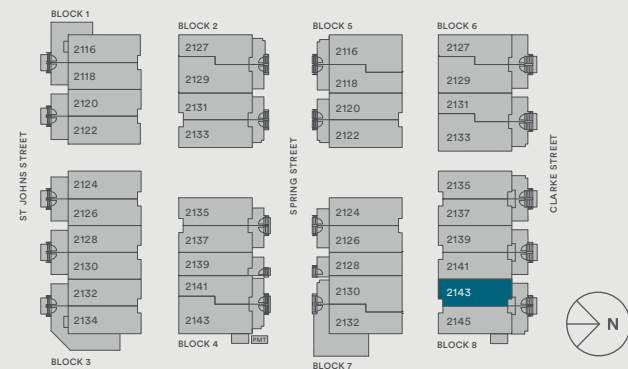 BLOCK 1
2116
2118
2120
2122
ST JOHNS STREET
2124
2126
2128
2130
2132
2134
BLOCK 3
BLOCK 2
2127
2129
2131
2133
2135
2137
2139
2141
2143
BLOCK 4
PMT
SPRING STREET
BLOCK 5
2116
2118
2120
2122
2124
2126
2128
2130
2132
BLOCK 7
BLOCK 6
2127
2129
2131
2133
2135
2137
2139
2141
2143
2145
BLOCK 8
CLARKE STREET
N